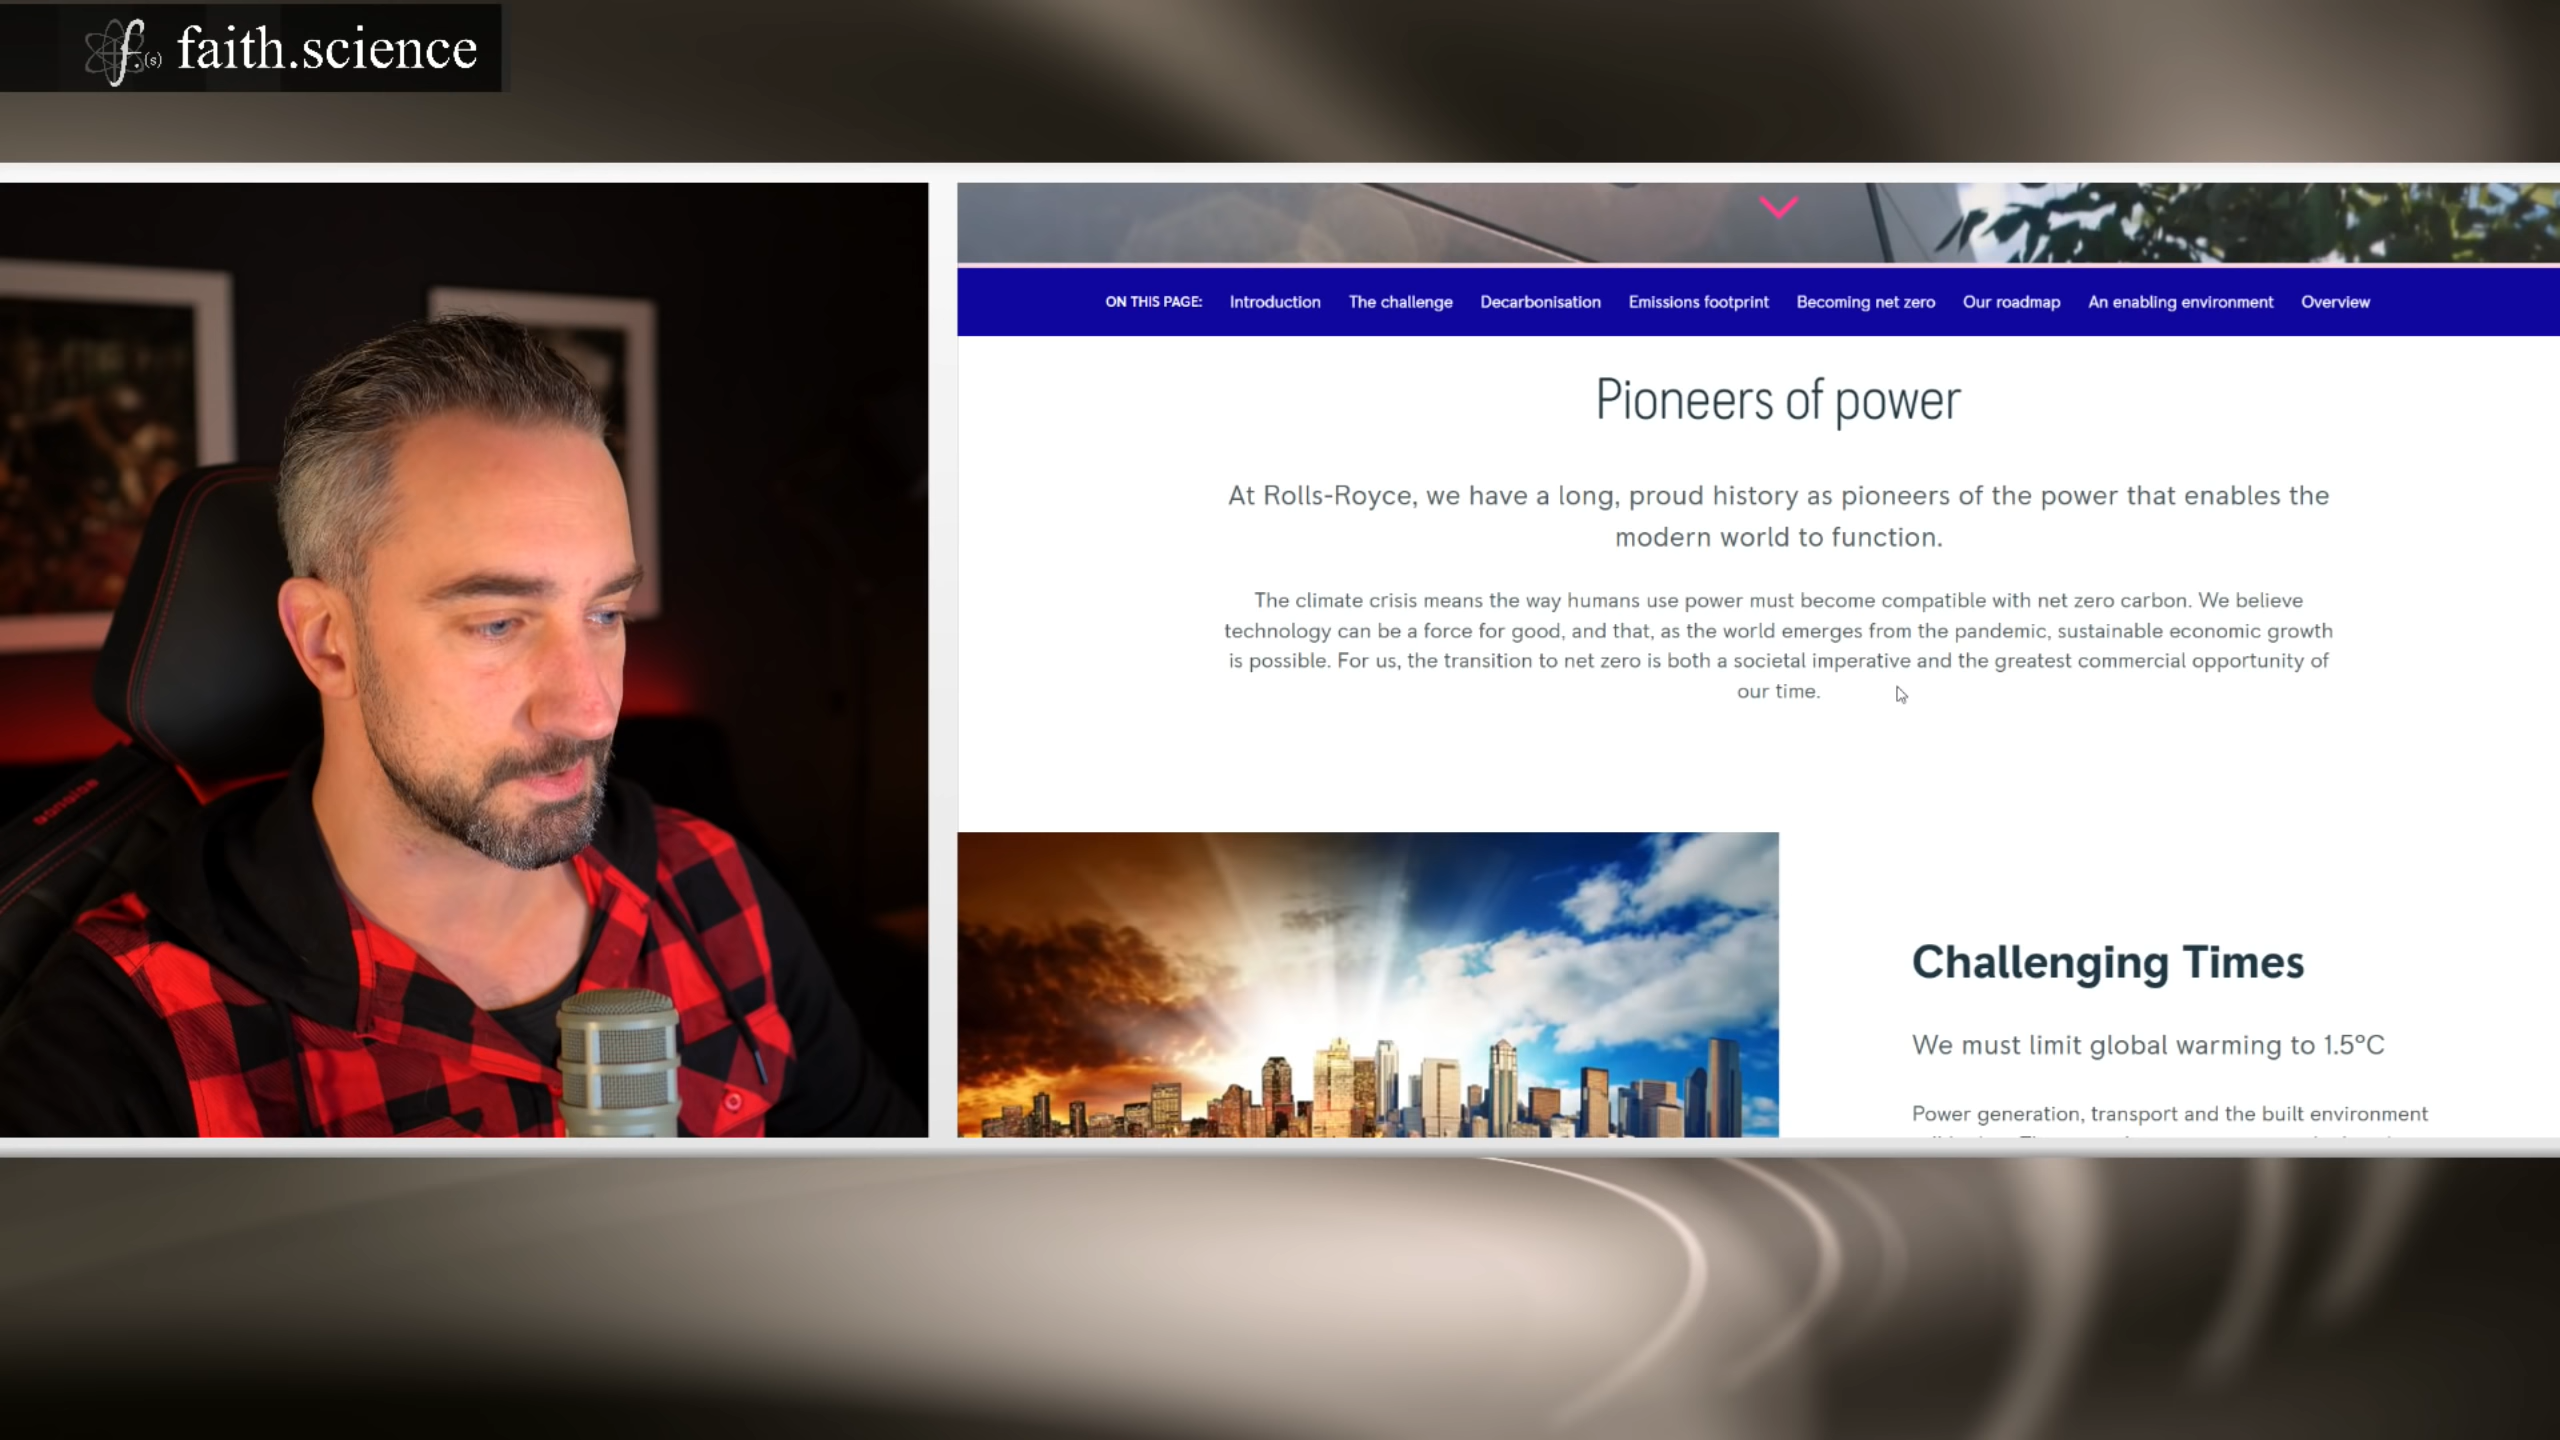 f(s) faith.science
ON THIS PAGE: Introduction The challenge Decarbonisation Emissions footprint Becoming net zero Our roadmap An enabling environment Overview
Pioneers of power
At Rolls-Royce, we have a long, proud history as pioneers of the power that enables the
modern world to function.
The climate crisis means the way humans use power must become compatible with net zero carbon. We believe
technology can be a force for good, and that, as the world emerges from the pandemic, sustainable economic growth
is possible. For us, the transition to net zero is both a societal imperative and the greatest commercial opportunity of
our time.
Challenging Times
We must limit global warming to 1.5°C
Power generation, transport and the built environment